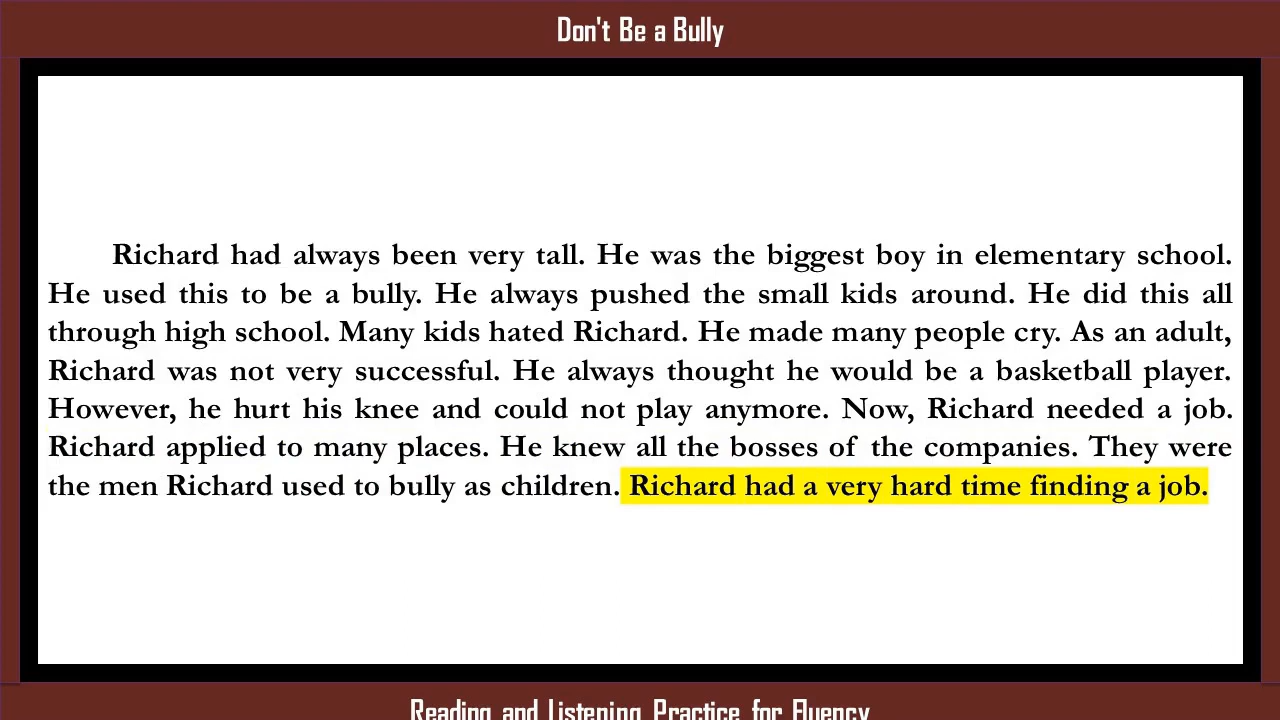 Don't Be a Bully
Richard had always been very tall. He was the biggest boy in elementary school.
He used this to be a bully. He always pushed the small kids around. He did this all
through high school. Many kids hated Richard. He made many people cry. As an adult,
Richard was not very successful. He always thought he would be a basketball player.
However, he hurt his knee and could not play anymore. Now, Richard needed a job.
Richard applied to many places. He knew all the bosses of the companies. They were
the men Richard used to bully as children. Richard had a very hard time finding a job.
Reading and Listening Practice for Fluency